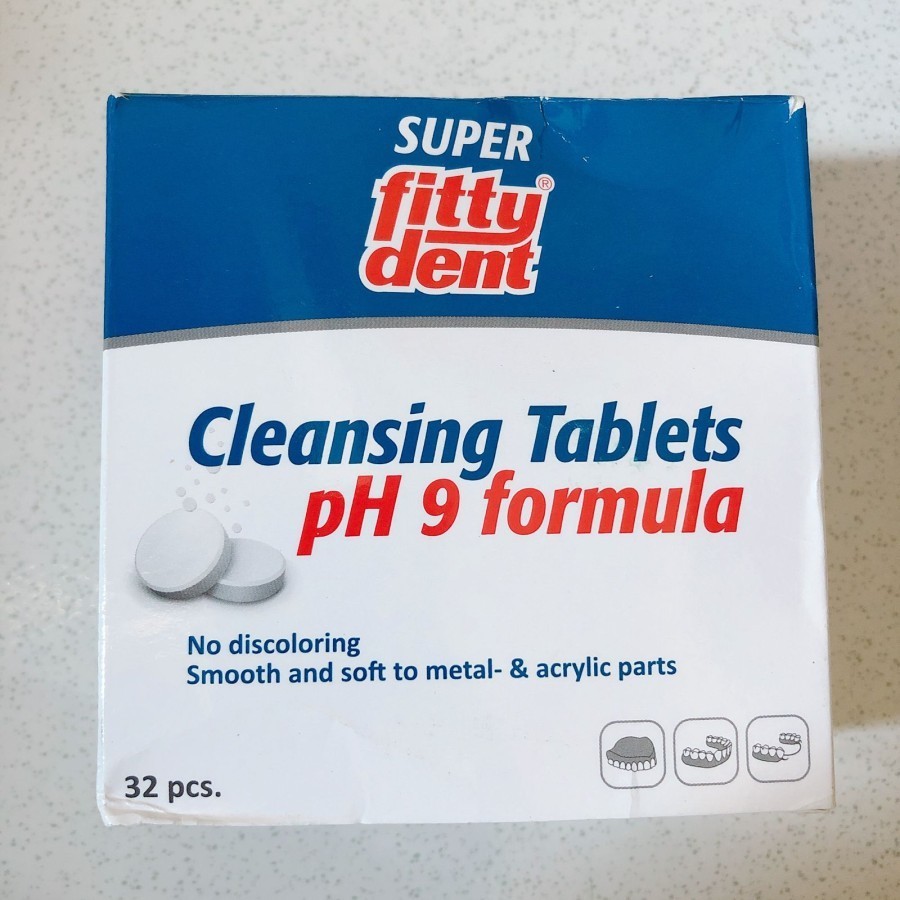 SUPER
fitty®
dent
Cleansing Tablets
pH 9 formula
No discoloring
Smooth and soft to metal- & acrylic parts
32 pcs.